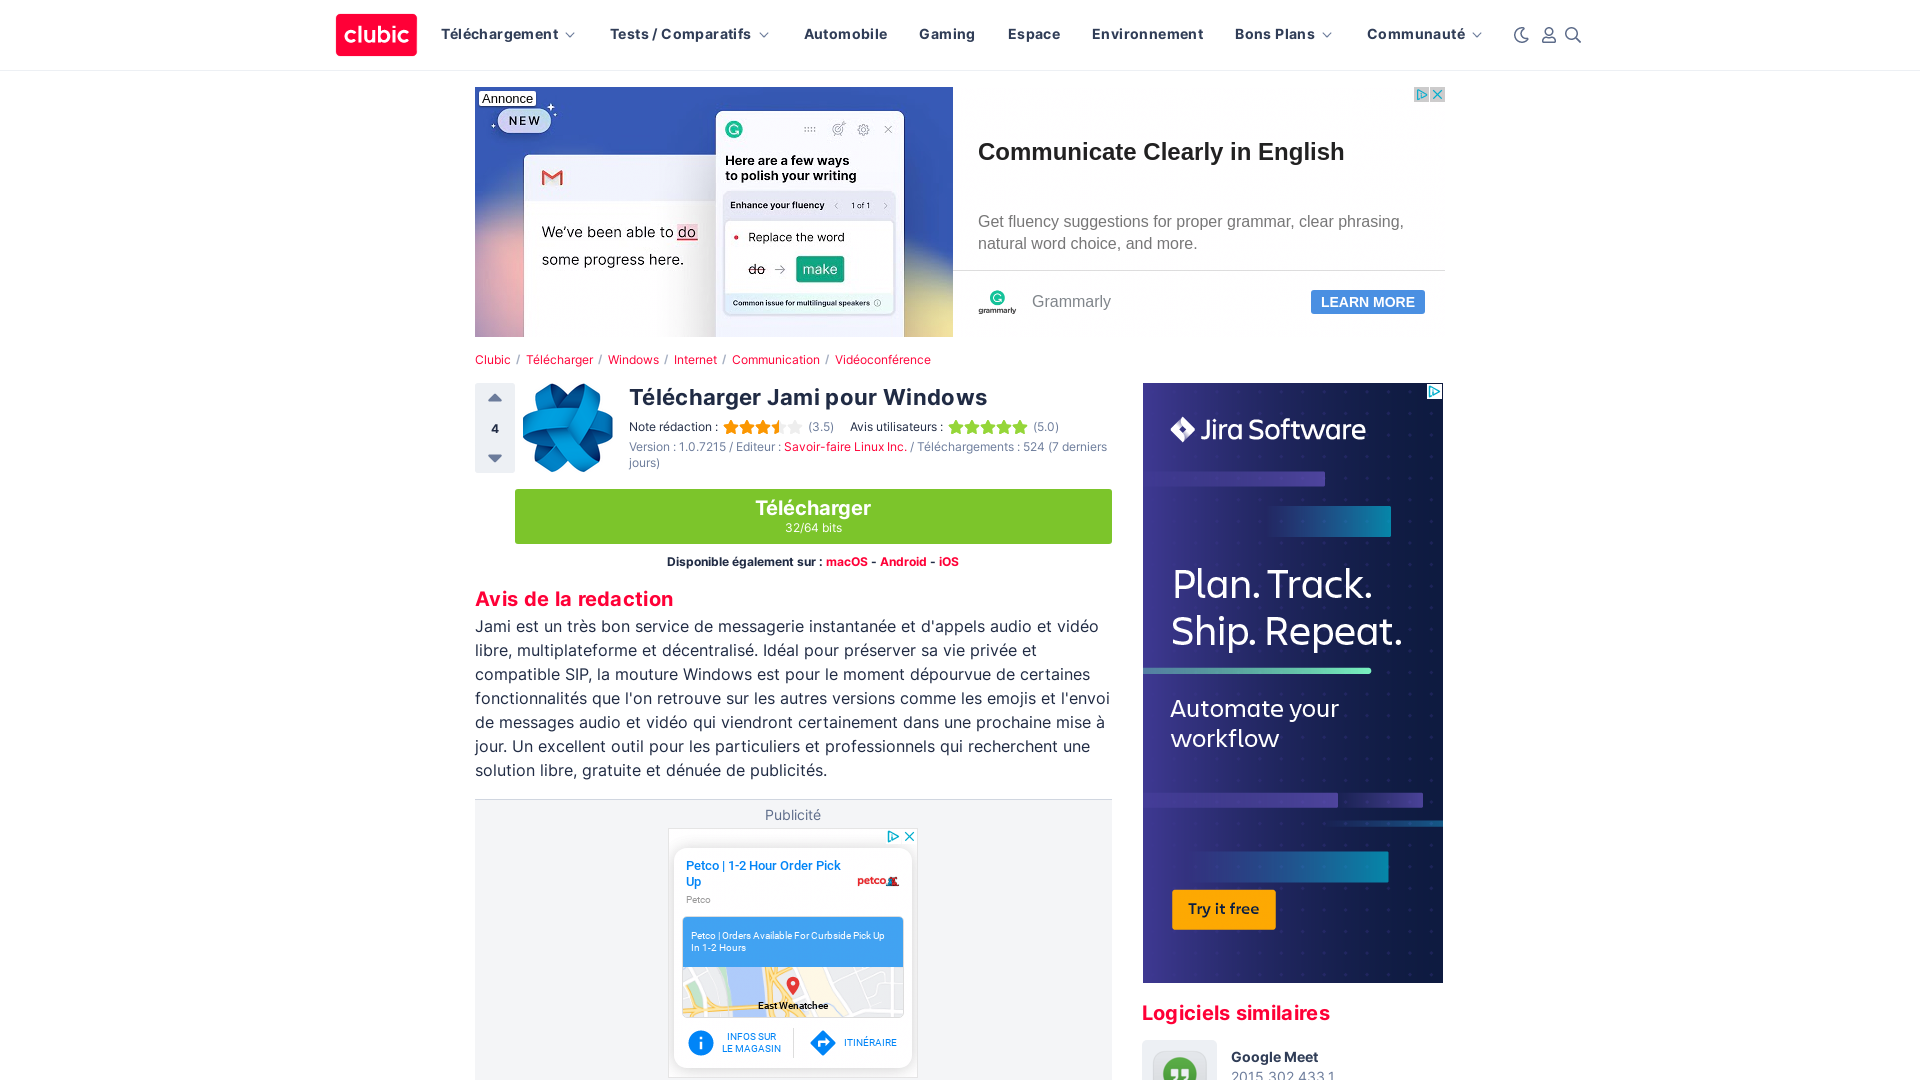 clubic
Téléchargement
Tests / Comparatifs
Automobile
Gaming
Espace
Environnement
Bons Plans
Communauté
Annonce
NEW
We've been able to do
some progress here.
Here are a few ways
to polish your writing
Enhance your fluency
1 of 1
Replace the word
do → make
Common issue for multilingual speakers
Communicate Clearly in English
Get fluency suggestions for proper grammar, clear phrasing,
natural word choice, and more.
grammarly
Grammarly
LEARN MORE
Clubic / Télécharger / Windows / Internet / Communication / Vidéoconférence
4
Télécharger Jami pour Windows
Note rédaction : (3.5) Avis utilisateurs : (5.0)
Version : 1.0.7215 / Editeur : Savoir-faire Linux Inc. / Téléchargements : 524 (7 derniers
jours)
Télécharger
32/64 bits
Disponible également sur : macOS - Android - iOS
Avis de la redaction
Jami est un très bon service de messagerie instantanée et d'appels audio et vidéo
libre, multiplateforme et décentralisé. Idéal pour préserver sa vie privée et
compatible SIP, la mouture Windows est pour le moment dépourvue de certaines
fonctionnalités que l'on retrouve sur les autres versions comme les emojis et l'envoi
de messages audio et vidéo qui viendront certainement dans une prochaine mise à
jour. Un excellent outil pour les particuliers et professionnels qui recherchent une
solution libre, gratuite et dénuée de publicités.
Publicité
Petco | 1-2 Hour Order Pick
Up
Petco
petco
Petco | Orders Available For Curbside Pick Up
In 1-2 Hours
East Wenatchee
INFOS SUR
LE MAGASIN
ITINÉRAIRE
Jira Software
Plan. Track.
Ship. Repeat.
Automate your
workflow
Try it free
Logiciels similaires
Google Meet
2015.302.433.1